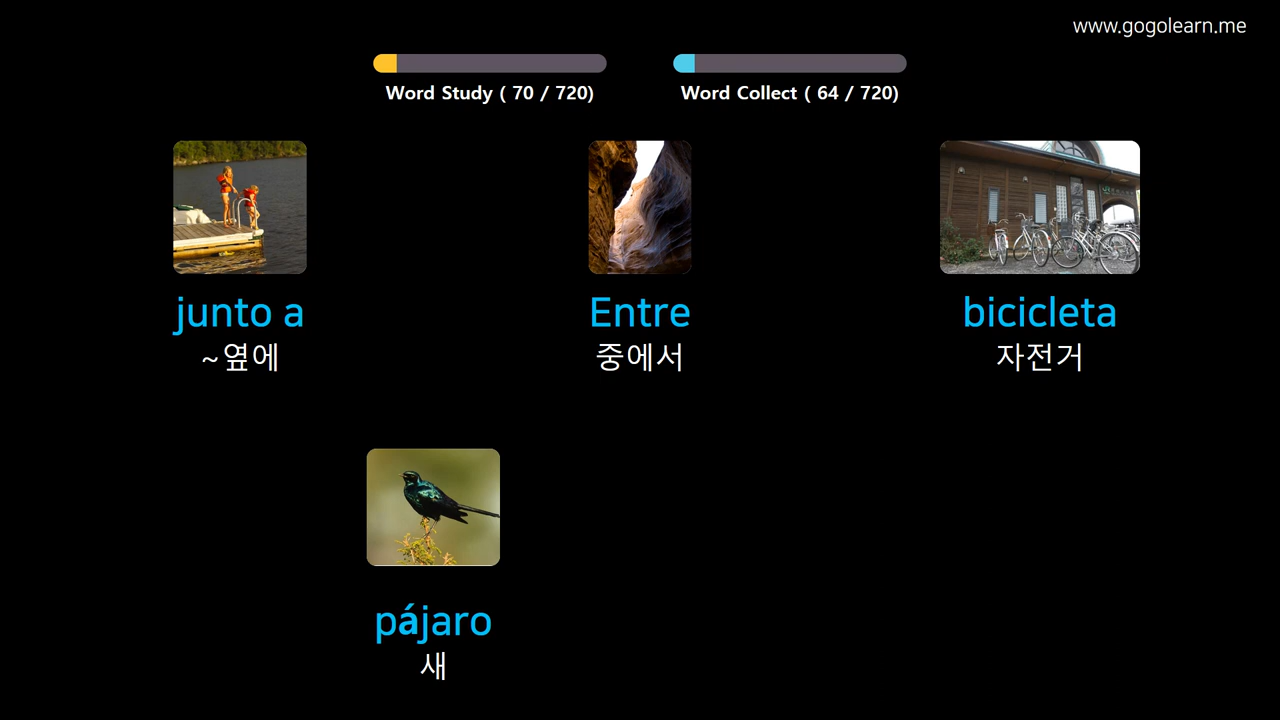 www.gogolearn.me
Word Study ( 70 / 720)
Word Collect ( 64 / 720)
junto a
~옆에
Entre
중에서
bicicleta
자전거
pájaro
새